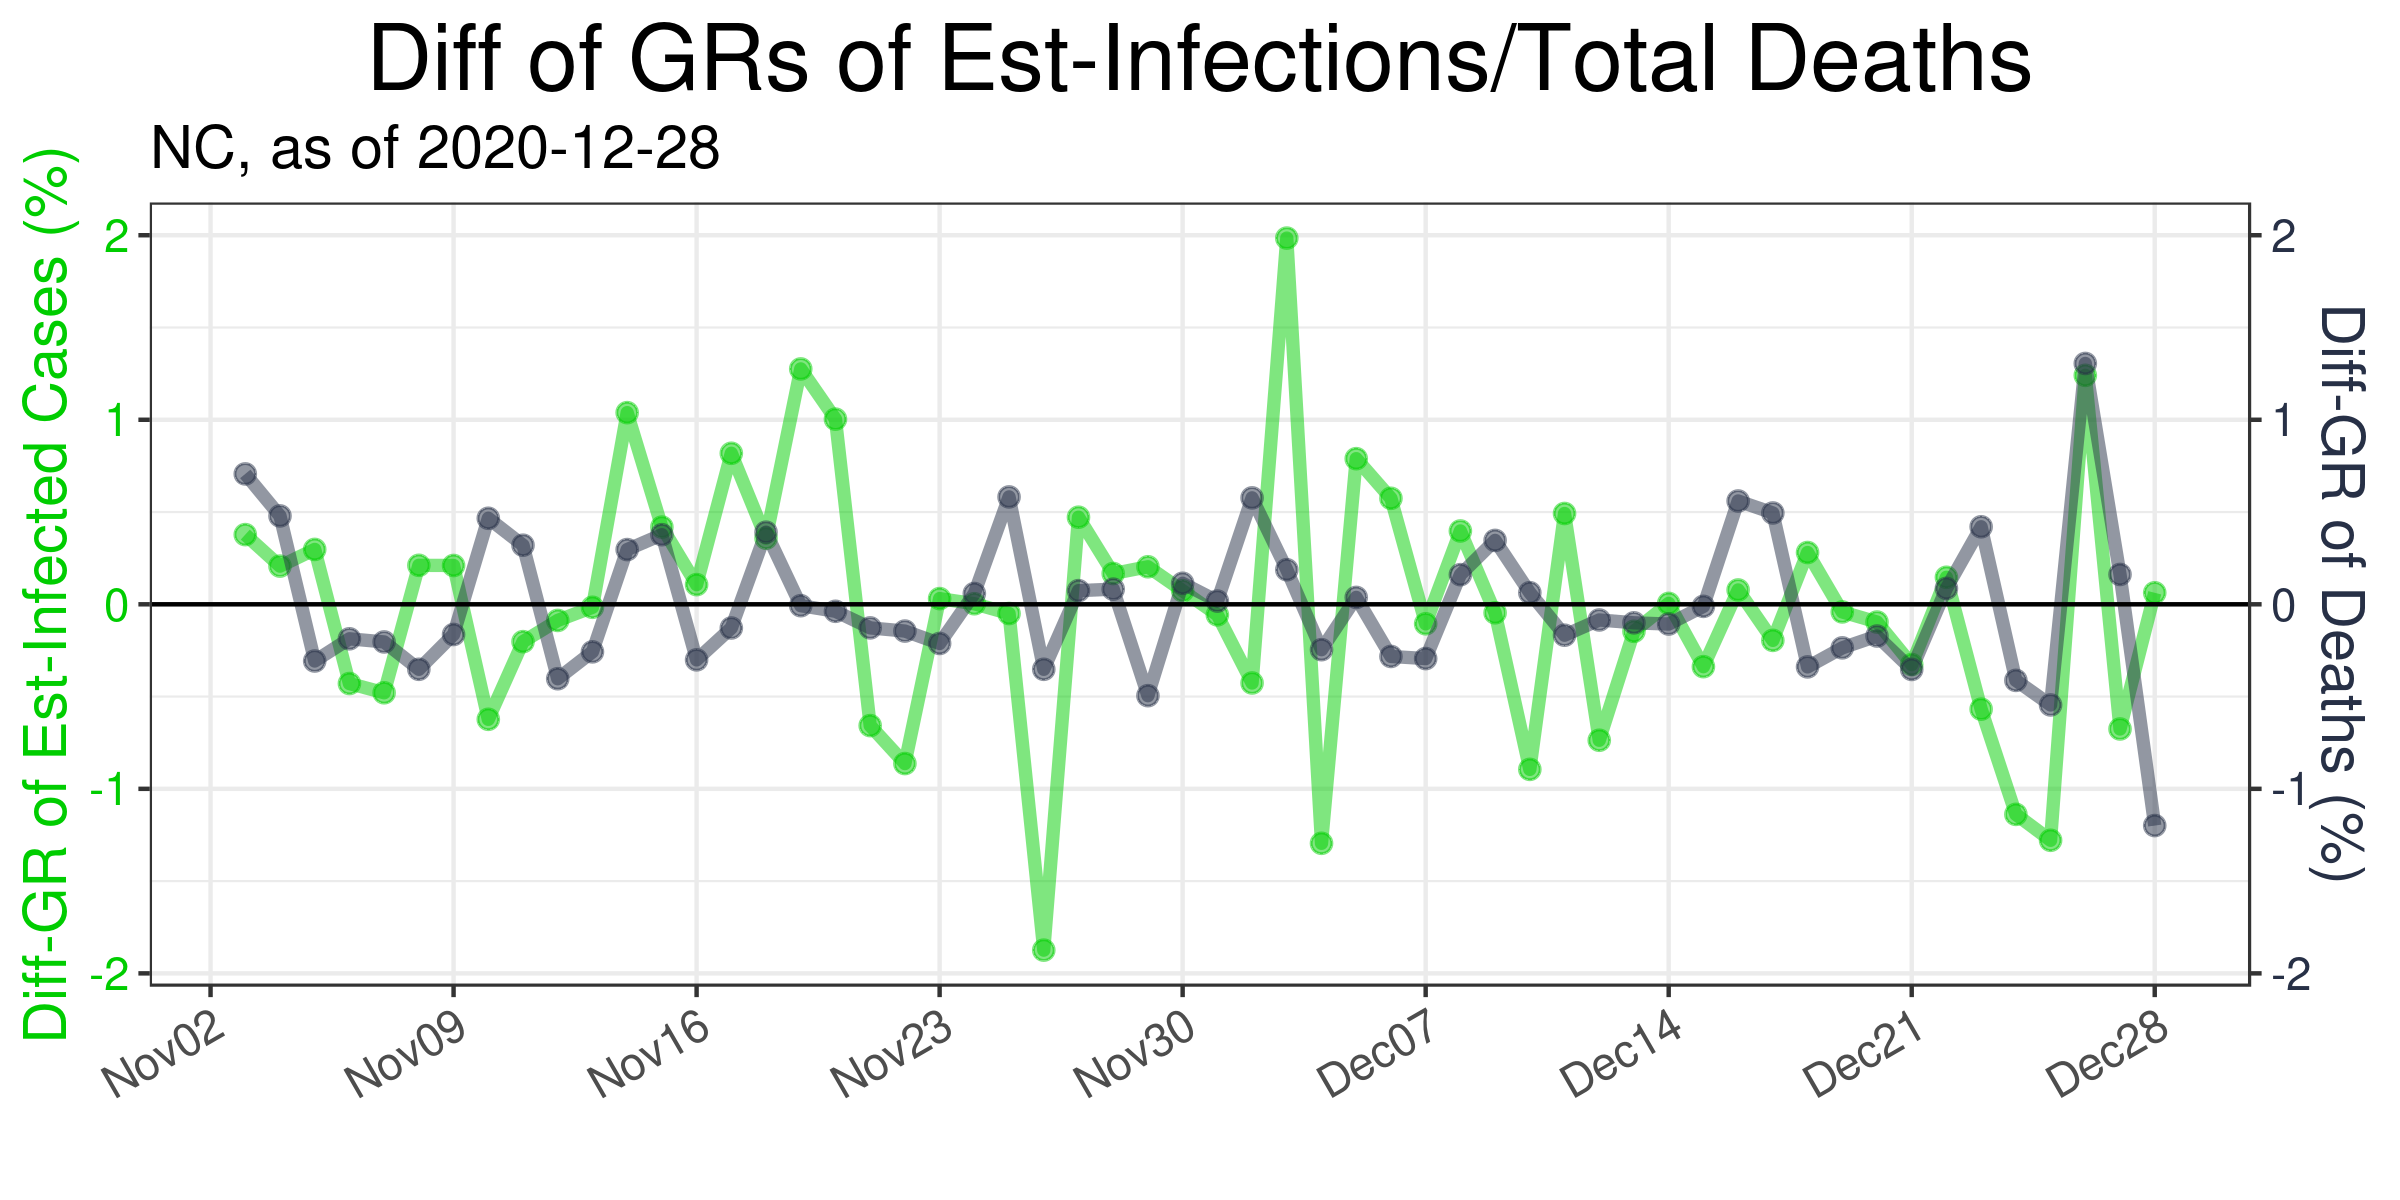 Diff of GRs of Est-Infections/Total Deaths
NC, as of 2020-12-28
Diff-GR of Est-Infected Cases (%)
2
1
0
-1
-2
2
1
0
-1
-2
Diff-GR of Deaths (%)
Nov02
Nov09
Nov16
Nov23
Nov30
Dec07
Dec14
Dec21
Dec28